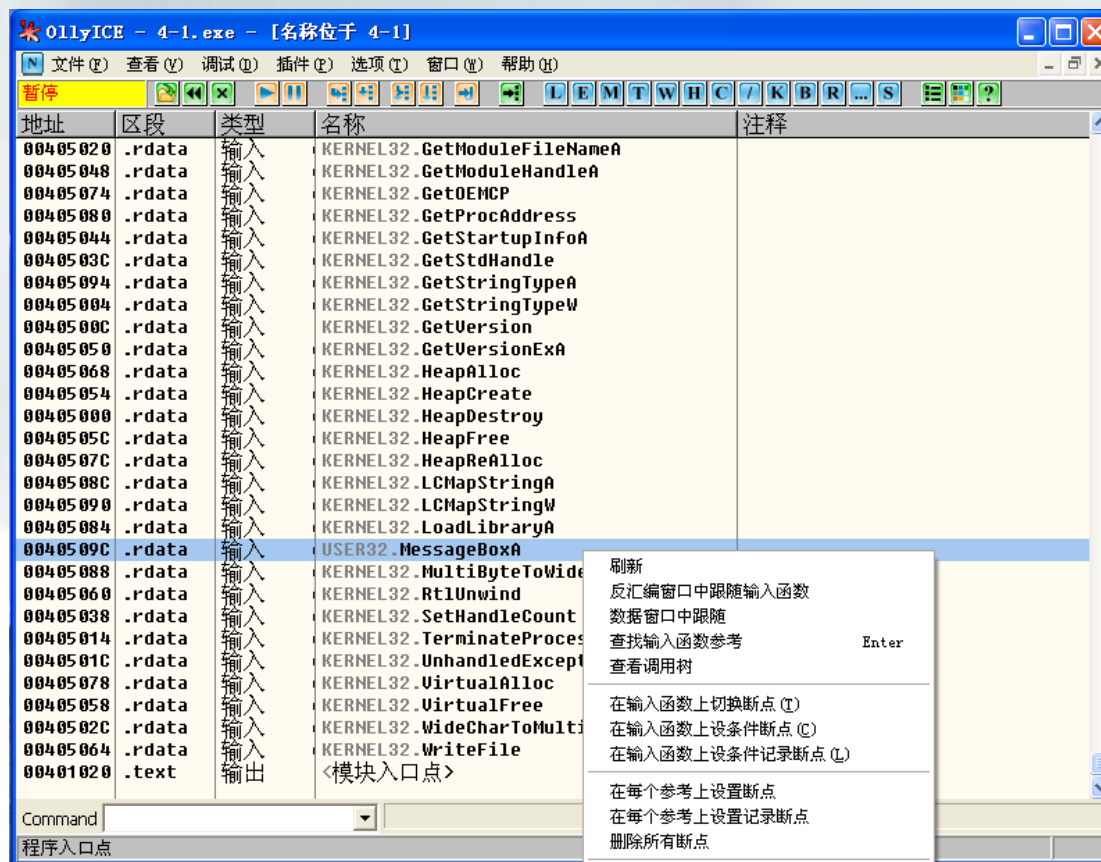 OllyICE - 4-1.exe - [名称位于 4-1]
N 文件(F) 查看(V) 调试(D) 插件(P) 选项(T) 窗口(W) 帮助(H)
暂停 L E M T W H C / K B R ... S ?
地址 区段 类型 名称 注释
00405020 .rdata 输入 KERNEL32.GetModuleFileNameA
00405048 .rdata 输入 KERNEL32.GetModuleHandleA
00405074 .rdata 输入 KERNEL32.GetOEMCP
00405080 .rdata 输入 KERNEL32.GetProcAddress
00405044 .rdata 输入 KERNEL32.GetStartupInfoA
0040503C .rdata 输入 KERNEL32.GetStdHandle
00405094 .rdata 输入 KERNEL32.GetStringTypeA
00405004 .rdata 输入 KERNEL32.GetStringTypeW
0040500C .rdata 输入 KERNEL32.GetVersion
00405050 .rdata 输入 KERNEL32.GetVersionExA
00405068 .rdata 输入 KERNEL32.HeapAlloc
00405054 .rdata 输入 KERNEL32.HeapCreate
00405000 .rdata 输入 KERNEL32.HeapDestroy
0040505C .rdata 输入 KERNEL32.HeapFree
0040507C .rdata 输入 KERNEL32.HeapReAlloc
0040508C .rdata 输入 KERNEL32.LCMapStringA
00405090 .rdata 输入 KERNEL32.LCMapStringW
00405084 .rdata 输入 KERNEL32.LoadLibraryA
0040509C .rdata 输入 USER32.MessageBoxA
00405088 .rdata 输入 KERNEL32.MultiByteToWide
00405060 .rdata 输入 KERNEL32.RtlUnwind
00405038 .rdata 输入 KERNEL32.SetHandleCount
00405014 .rdata 输入 KERNEL32.TerminateProces
0040501C .rdata 输入 KERNEL32.UnhandledExcept
00405078 .rdata 输入 KERNEL32.VirtualAlloc
00405058 .rdata 输入 KERNEL32.VirtualFree
0040502C .rdata 输入 KERNEL32.WideCharToMulti
00405064 .rdata 输入 KERNEL32.WriteFile
00401020 .text 输出 <模块入口点>
刷新
反汇编窗口中跟随输入函数
数据窗口中跟随
查找输入函数参考 Enter
查看调用树
在输入函数上切换断点(T)
在输入函数上设条件断点(C)
在输入函数上设条件记录断点(L)
在每个参考上设置断点
在每个参考上设置记录断点
删除所有断点
Command
程序入口点